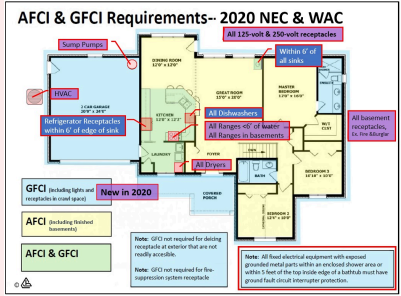 AFCI & GFCI Requirements-- 2020 NEC & WAC
All 125-volt & 250-volt receptacles
Sump Pumps
Within 6' of
all sinks
DINING ROOM
12'0" x 13'0"
GREAT ROOM
MASTER
BEDROOM
HVAC
2 CAR GARAGE
Refrigerator Receptacles
within 6' of edge of sink
KITCHEN
All Dishwashers
All Ranges <6' of water
All Ranges in basements
W/I
All basement
receptacles,
Ex. Fire &Burglar
LAUNDRY
All Dryers
FOYER
BATH
BEDROOM 3
GFCI (including lights and
receptacles in crawl space)
New in 2020
COVERED
PORCH
BEDROOM 2
AFCI (including finished
basements)
AFCI & GFCI
Note: GFCI not required for deicing
receptacle at exterior that are not
readily accessible.
Note: GFCI not required for fire-
suppression system receptacle
Note: All fixed electrical equipment with exposed
grounded metal parts within an enclosed shower area or
within 5 feet of the top inside edge of a bathtub must have
ground fault circuit interrupter protection.
©